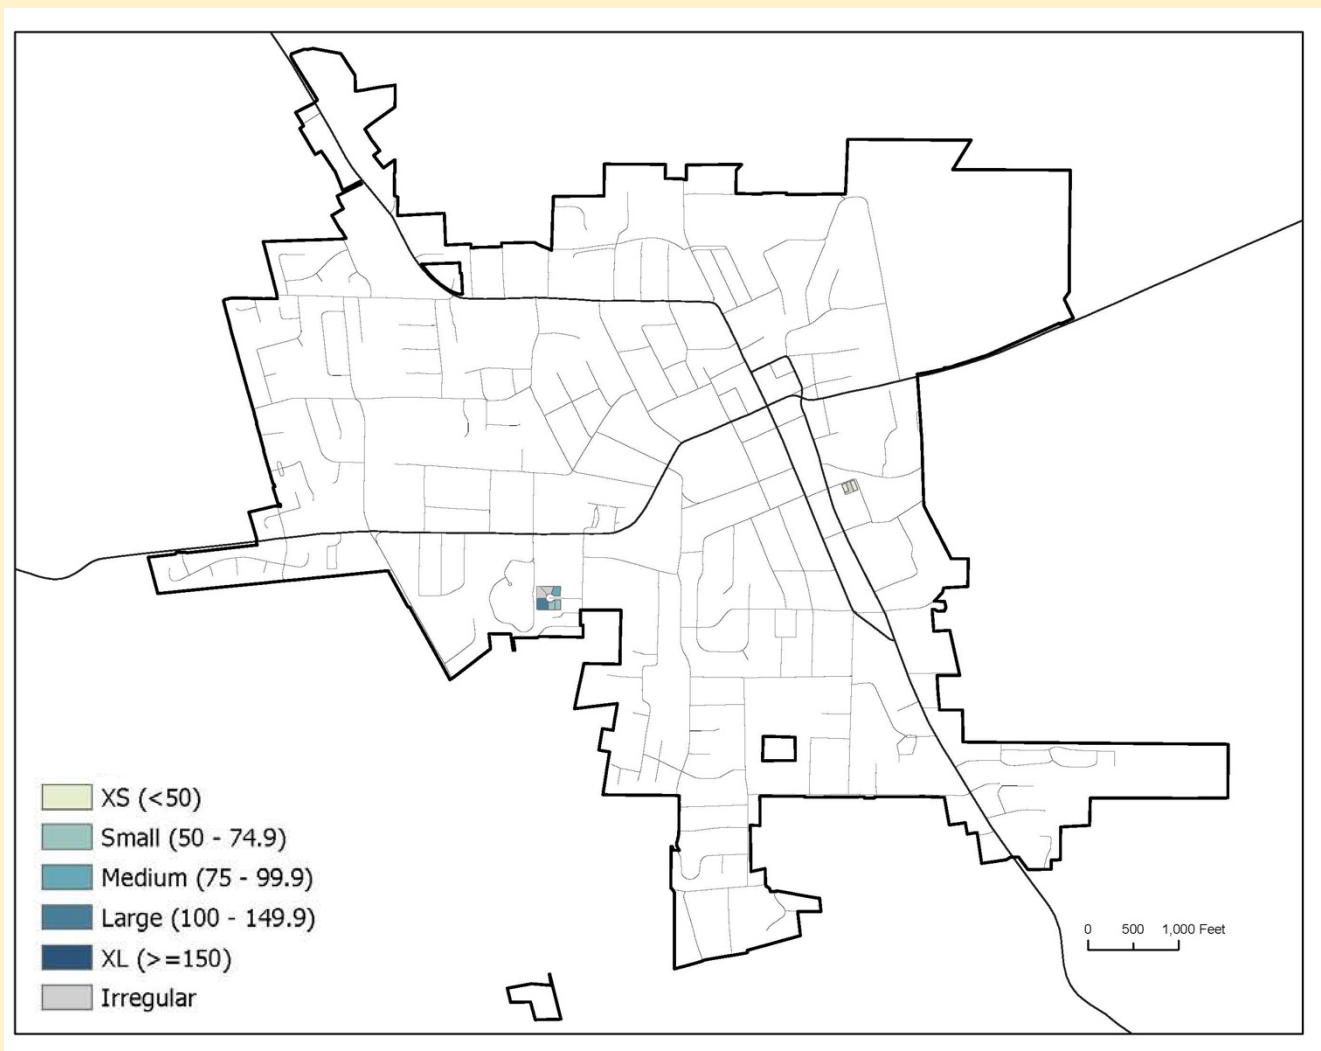 XS (<50)
Small (50 - 74.9)
Medium (75 - 99.9)
Large (100 - 149.9)
XL (>=150)
Irregular
0 500 1,000 Feet